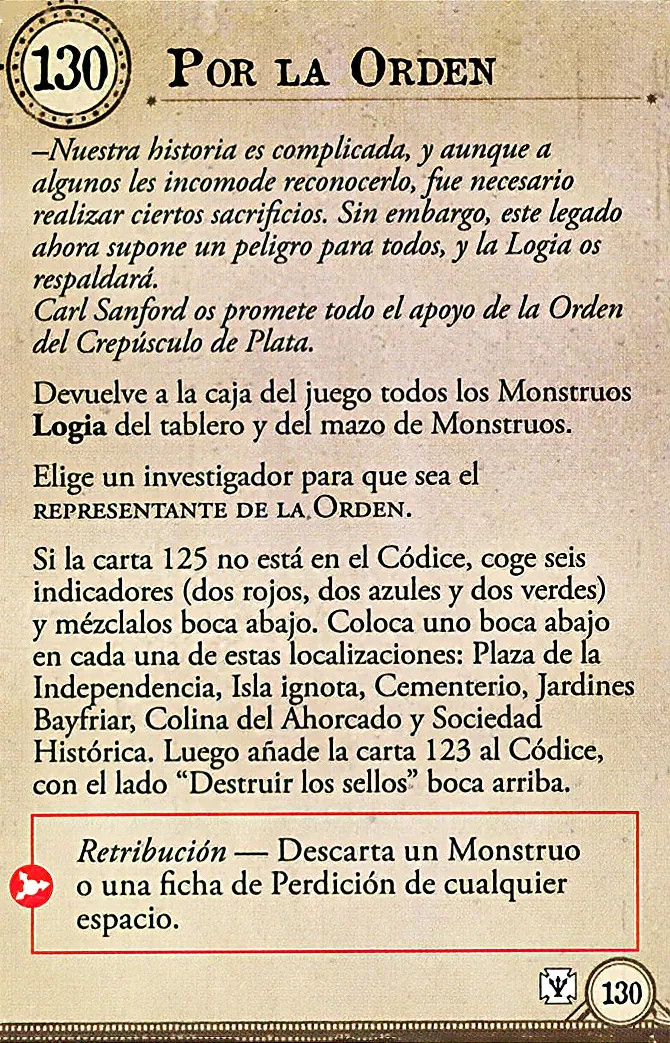 130
POR LA ORDEN
–Nuestra historia es complicada, y aunque a
algunos les incomode reconocerlo, fue necesario
realizar ciertos sacrificios. Sin embargo, este legado
ahora supone un peligro para todos, y la Logia os
respaldará.
Carl Sanford os promete todo el apoyo de la Orden
del Crepúsculo de Plata.
Devuelve a la caja del juego todos los Monstruos
Logia del tablero y del mazo de Monstruos.
Elige un investigador para que sea el
REPRESENTANTE DE LA ORDEN.
Si la carta 125 no está en el Códice, coge seis
indicadores (dos rojos, dos azules y dos verdes)
y mézclalos boca abajo. Coloca uno boca abajo
en cada una de estas localizaciones: Plaza de la
Independencia, Isla ignota, Cementerio, Jardines
Bayfriar, Colina del Ahorcado y Sociedad
Histórica. Luego añade la carta 123 al Códice,
con el lado “Destruir los sellos” boca arriba.
Retribución — Descarta un Monstruo
o una ficha de Perdición de cualquier
espacio.
130